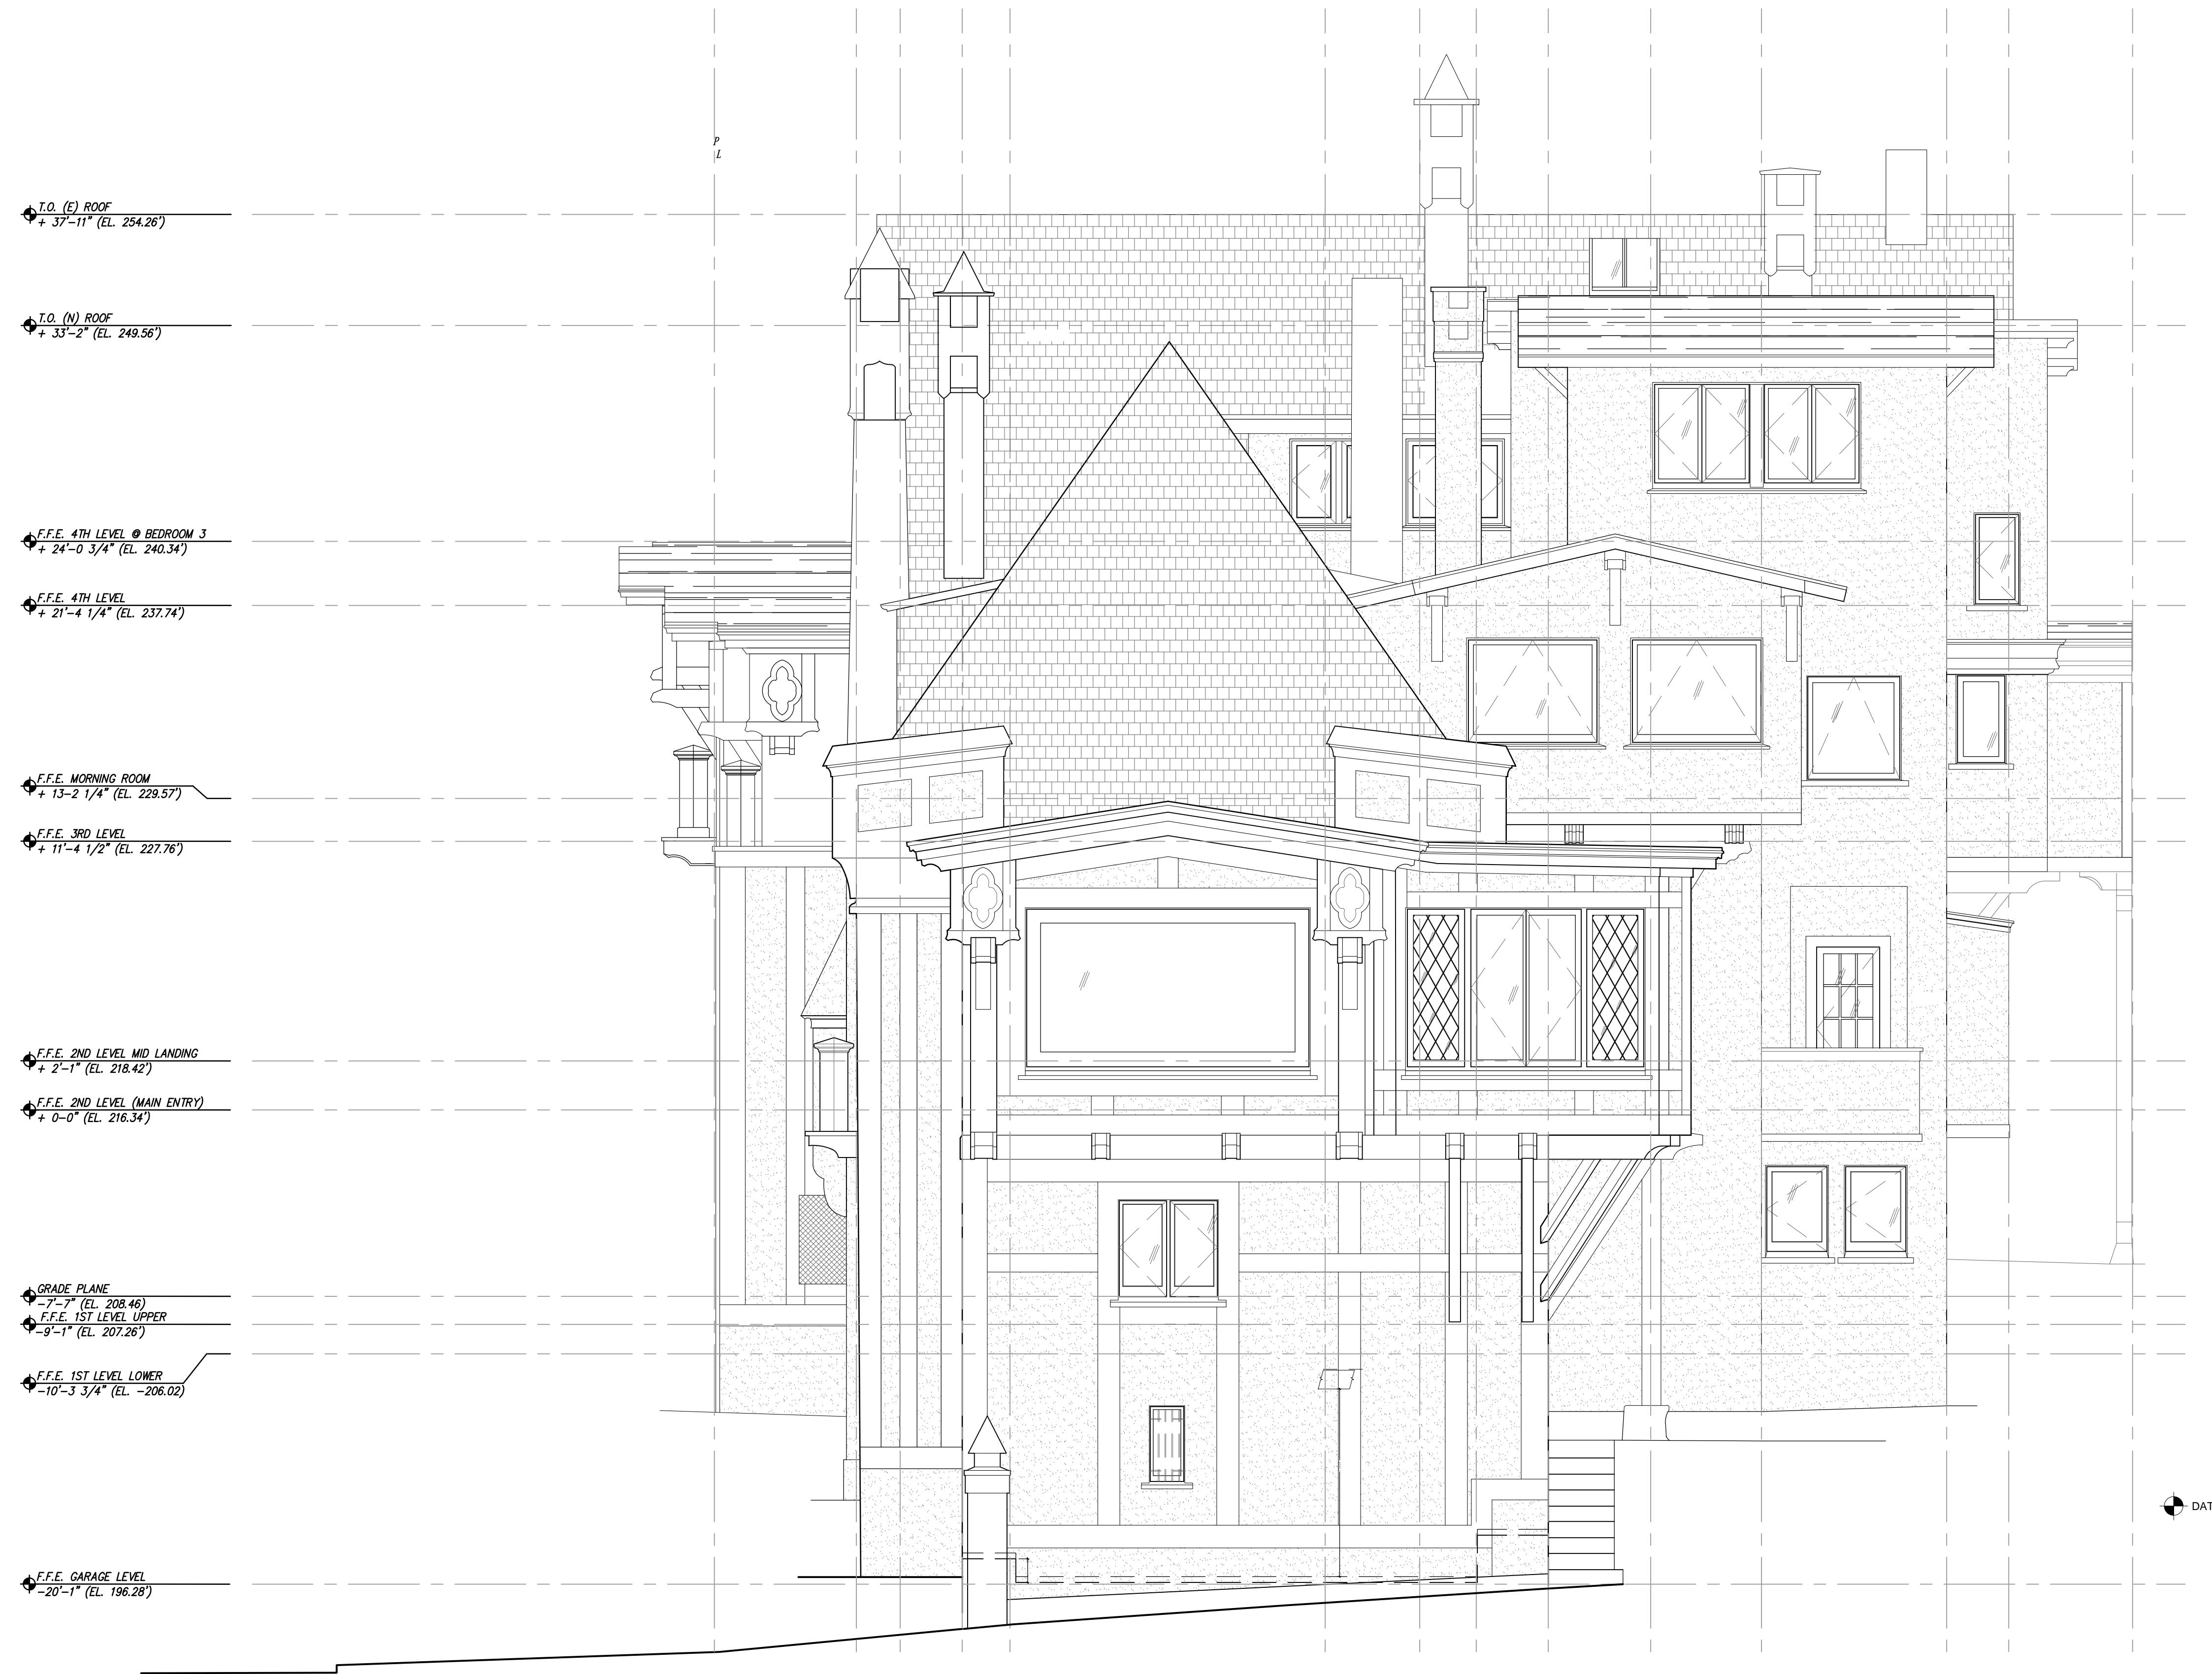 P
L
T.O. (E) ROOF
+ 37'-11" (EL. 254.26')
T.O. (N) ROOF
+ 33'-2" (EL. 249.56')
F.F.E. 4TH LEVEL @ BEDROOM 3
+ 24'-0 3/4" (EL. 240.34')
F.F.E. 4TH LEVEL
+ 21'-4 1/4" (EL. 237.74')
F.F.E. MORNING ROOM
+ 13-2 1/4" (EL. 229.57')
F.F.E. 3RD LEVEL
+ 11'-4 1/2" (EL. 227.76')
F.F.E. 2ND LEVEL MID LANDING
+ 2'-1" (EL. 218.42')
F.F.E. 2ND LEVEL (MAIN ENTRY)
+ 0-0" (EL. 216.34')
GRADE PLANE
-7'-7" (EL. 208.46)
F.F.E. 1ST LEVEL UPPER
-9'-1" (EL. 207.26')
F.F.E. 1ST LEVEL LOWER
-10'-3 3/4" (EL. -206.02)
DAT
F.F.E. GARAGE LEVEL
-20'-1" (EL. 196.28')